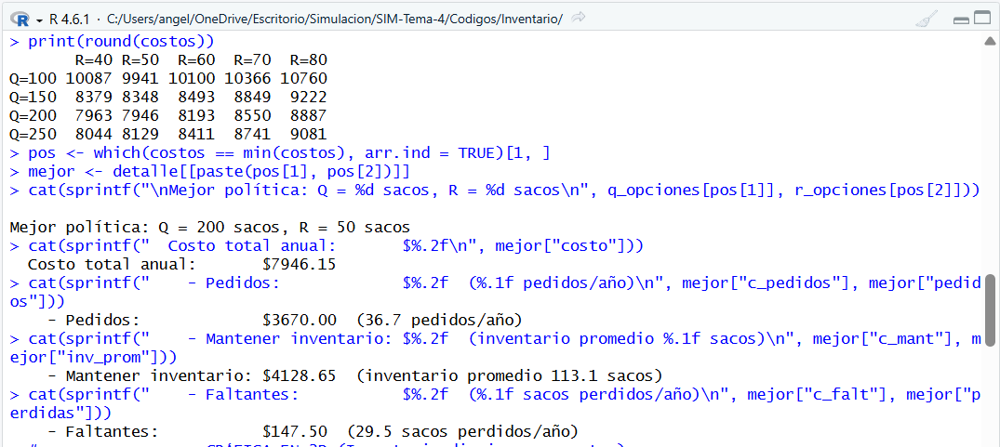 R 4.6.1 · C:/Users/angel/OneDrive/Escritorio/Simulacion/SIM-Tema-4/Codigos/Inventario/
> print(round(costos))
R=40 R=50 R=60 R=70 R=80
Q=100 10087 9941 10100 10366 10760
Q=150 8379 8348 8493 8849 9222
Q=200 7963 7946 8193 8550 8887
Q=250 8044 8129 8411 8741 9081
> pos <- which(costos == min(costos), arr.ind = TRUE)[1, ]
> mejor <- detalle[[paste(pos[1], pos[2])]]
> cat(sprintf("\nMejor política: Q = %d sacos, R = %d sacos\n", q_opciones[pos[1]], r_opciones[pos[2]]))
Mejor política: Q = 200 sacos, R = 50 sacos
> cat(sprintf("  Costo total anual:       $%.2f\n", mejor["costo"]))
Costo total anual:       $7946.15
> cat(sprintf("    - Pedidos:           $%.2f  (%.1f pedidos/año)\n", mejor["c_pedidos"], mejor["pedid
os"]))
- Pedidos:             $3670.00  (36.7 pedidos/año)
> cat(sprintf("    - Mantener inventario: $%.2f  (inventario promedio %.1f sacos)\n", mejor["c_mant"], m
ejor["inv_prom"]))
- Mantener inventario: $4128.65  (inventario promedio 113.1 sacos)
> cat(sprintf("    - Faltantes:           $%.2f  (%.1f sacos perdidos/año)\n", mejor["c_falt"], mejor["p
erdidas"]))
- Faltantes:           $147.50  (29.5 sacos perdidos/año)